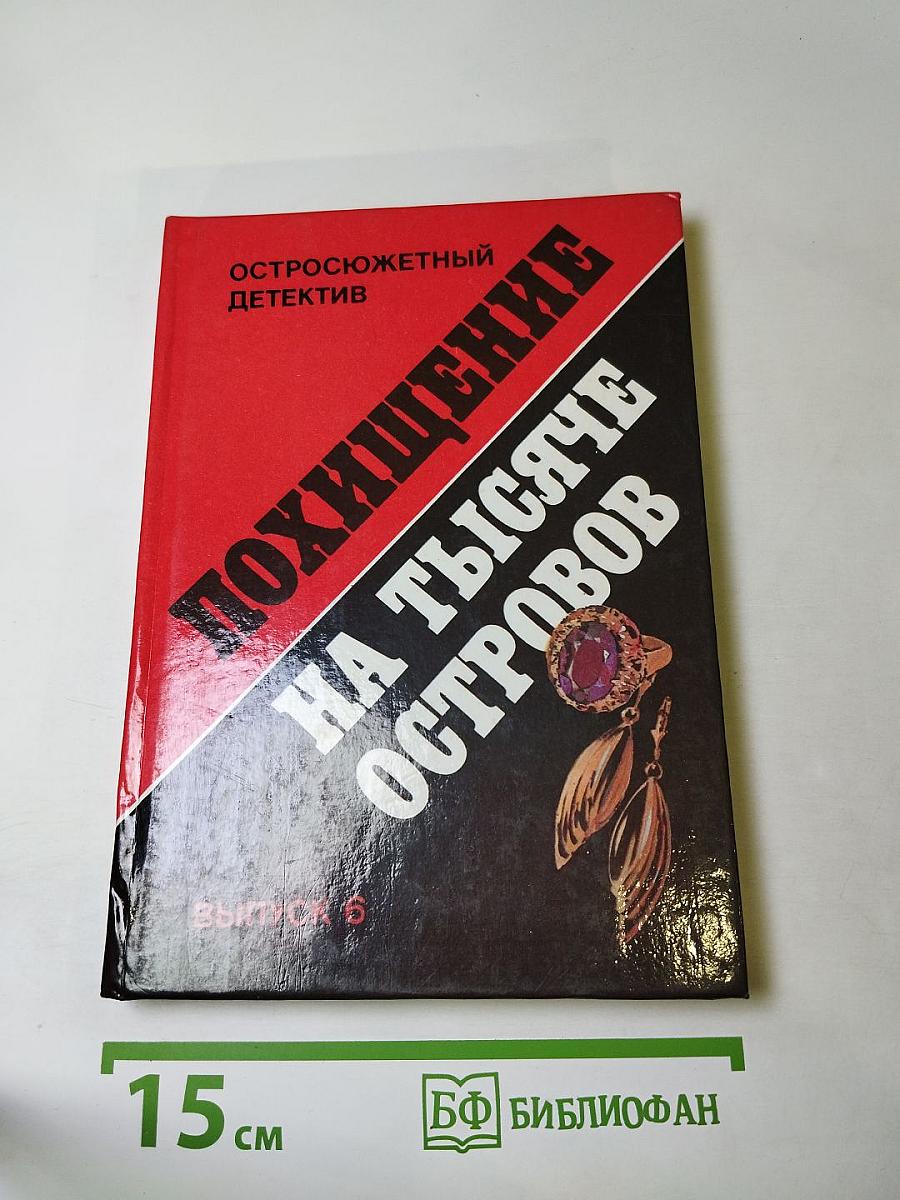 ОСТРОСЮЖЕТНЫЙ
ДЕТЕКТИВ
ПОХИЩЕНИЕ
НА ТЫСЯЧЕ
ОСТРОВОВ
ВЫПУСК 6
15 см
БФ БИБЛИОФАН